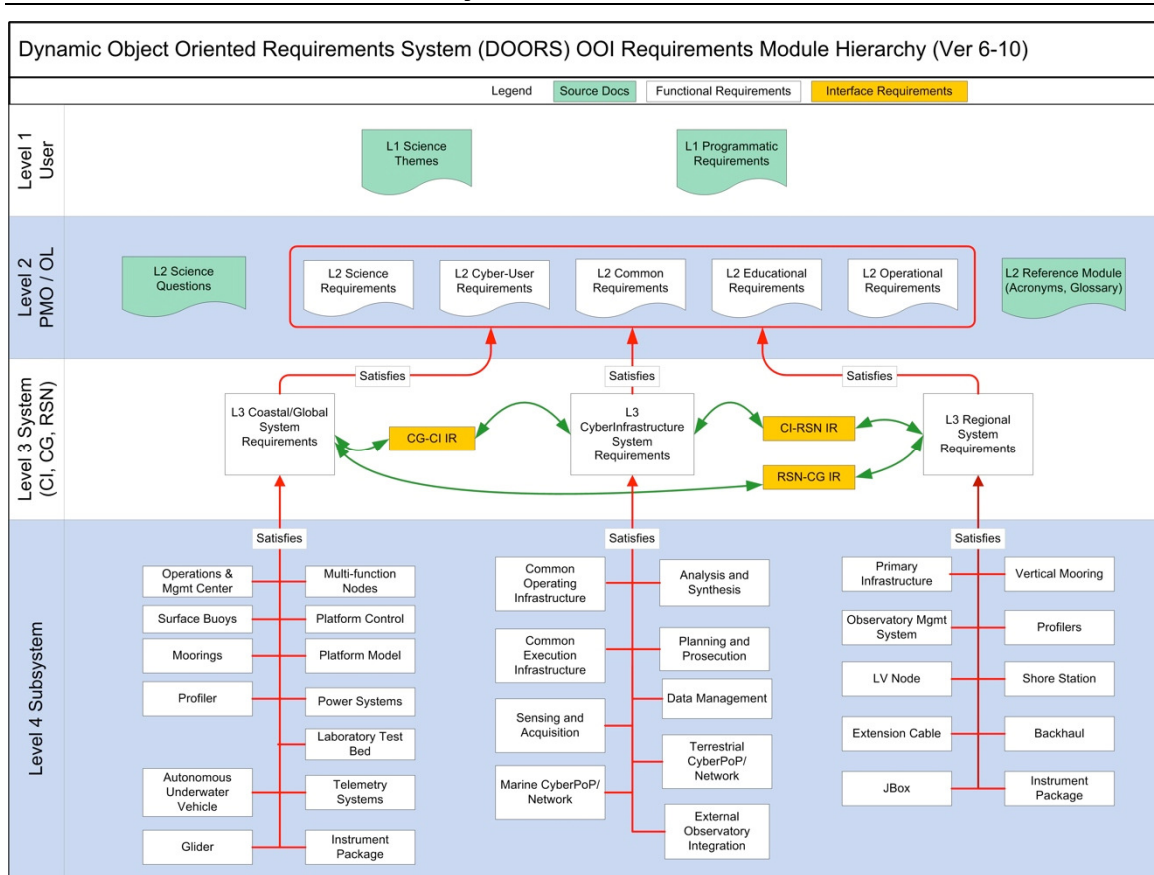 Dynamic Object Oriented Requirements System (DOORS) OOI Requirements Module Hierarchy (Ver 6-10)
Legend
Source Docs
Functional Requirements
Interface Requirements
Level 1
User
L1 Science
Themes
L1 Programmatic
Requirements
Level 2
PMO / OL
L2 Science
Questions
L2 Science
Requirements
L2 Cyber-User
Requirements
L2 Common
Requirements
L2 Educational
Requirements
L2 Operational
Requirements
L2 Reference Module
(Acronyms, Glossary)
Level 3 System
(CI, CG, RSN)
Satisfies
Satisfies
Satisfies
L3 Coastal/Global
System
Requirements
CG-CI IR
L3
CyberInfrastructure
System
Requirements
CI-RSN IR
RSN-CG IR
L3 Regional
System
Requirements
Level 4 Subsystem
Satisfies
Operations &
Mgmt Center
Multi-function
Nodes
Surface Buoys
Platform Control
Moorings
Platform Model
Profiler
Power Systems
Laboratory Test
Bed
Autonomous
Underwater
Vehicle
Telemetry
Systems
Glider
Instrument
Package
Satisfies
Common
Operating
Infrastructure
Analysis and
Synthesis
Common
Execution
Infrastructure
Planning and
Prosecution
Data Management
Sensing and
Acquisition
Terrestrial
CyberPoP/
Network
Marine CyberPoP/
Network
External
Observatory
Integration
Satisfies
Primary
Infrastructure
Vertical Mooring
Observatory Mgmt
System
Profilers
LV Node
Shore Station
Extension Cable
Backhaul
JBox
Instrument
Package